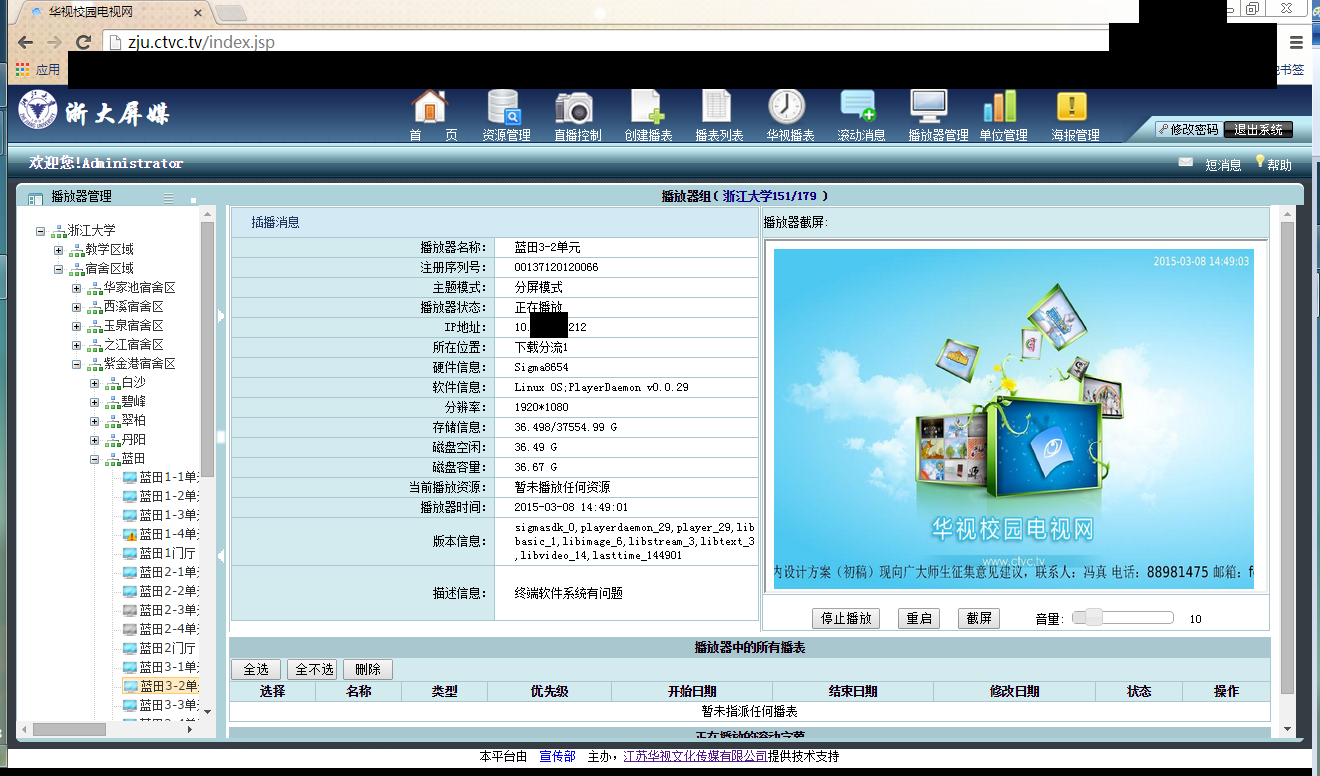 华视校园电视网
zju.ctvc.tv/index.jsp
应用
书签
浙大屏媒
首 页 资源管理 直播控制 创建播表 播表列表 华视播表 滚动消息 播放器管理 单位管理 海报管理
修改密码 退出系统
欢迎您!Administrator
短消息 帮助
播放器管理
播放器组( 浙江大学151/179 )
浙江大学
教学区域
宿舍区域
华家池宿舍区
西溪宿舍区
玉泉宿舍区
之江宿舍区
紫金港宿舍区
白沙
碧峰
翠柏
丹阳
蓝田
蓝田1-1单
蓝田1-2单
蓝田1-3单
蓝田1-4单
蓝田1门厅
蓝田2-1单
蓝田2-2单
蓝田2-3单
蓝田2-4单
蓝田2门厅
蓝田3-1单
蓝田3-2单
蓝田3-3单
插播消息
播放器名称: 蓝田3-2单元
注册序列号: 00137120120066
主题模式: 分屏模式
播放器状态: 正在播放
IP地址: 10. 212
所在位置: 下载分流1
硬件信息: Sigma8654
软件信息: Linux OS;PlayerDaemon v0.0.29
分辨率: 1920*1080
存储信息: 36.498/37554.99 G
磁盘空闲: 36.49 G
磁盘容量: 36.67 G
当前播放资源: 暂未播放任何资源
播放器时间: 2015-03-08 14:49:01
版本信息: sigmasdk_0,playerdaemon_29,player_29,lib
basic_1,libimage_6,libstream_3,libtext_3
,libvideo_14,lasttime_144901
描述信息: 终端软件系统有问题
播放器截屏:
2015-03-08 14:49:03
华视校园电视网
www.ctvc.tv
内设计方案（初稿）现向广大师生征集意见建议，联系人：冯真 电话：88981475 邮箱：f
停止播放 重启 截屏 音量: 10
播放器中的所有播表
全选 全不选 删除
选择 名称 类型 优先级 开始日期 结束日期 修改日期 状态 操作
暂未指派任何播表
正在播放的滚动字幕
本平台由 宣传部 主办，江苏华视文化传媒有限公司提供技术支持